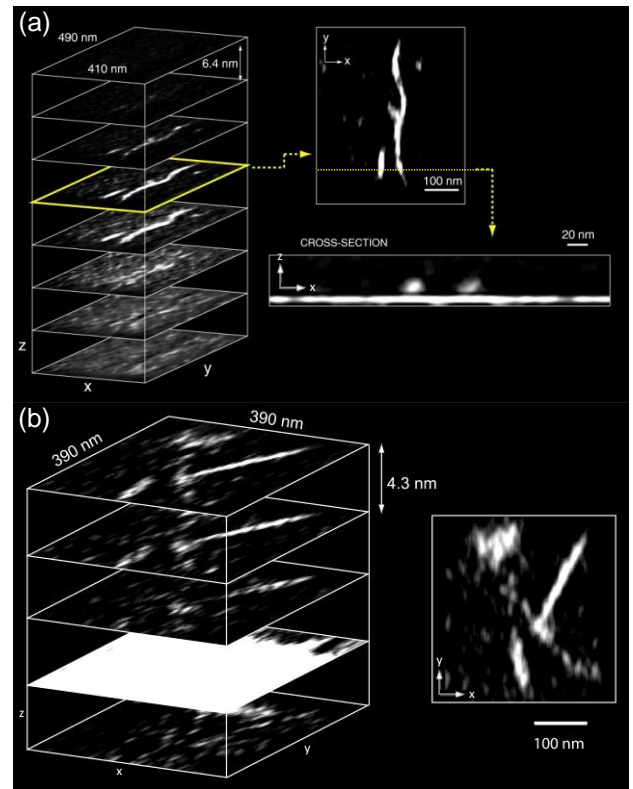 (a)
490 nm
410 nm
6.4 nm
y
x
100 nm
20 nm
CROSS-SECTION
z
x
z
y
x
(b)
390 nm
390 nm
4.3 nm
y
x
z
y
x
100 nm